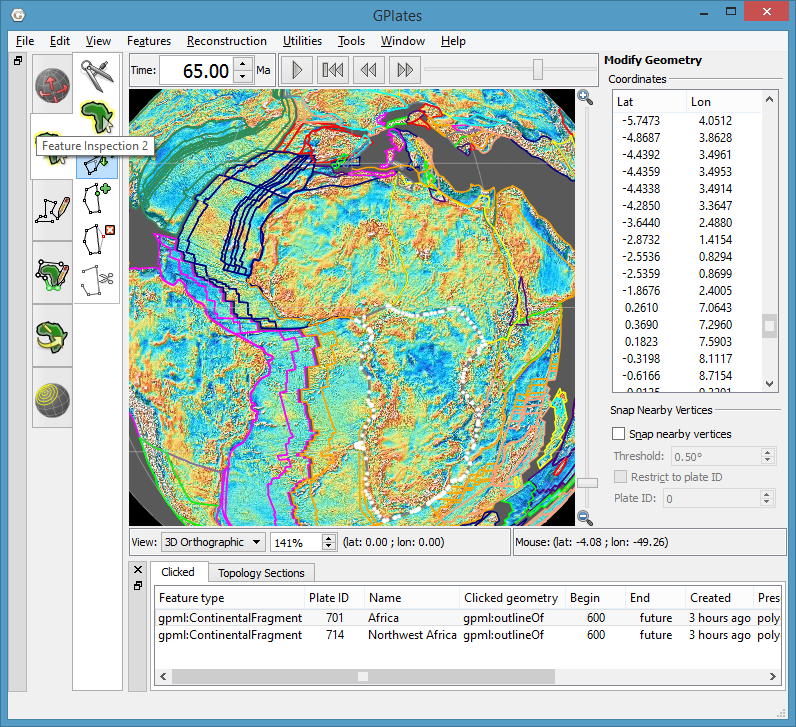 GPlates
File Edit View Features Reconstruction Utilities Tools Window Help
Time: 65.00 Ma
Feature Inspection 2
Modify Geometry
Coordinates
Lat Lon
-5.7473 4.0512
-4.8687 3.8628
-4.4392 3.4961
-4.4359 3.4953
-4.4338 3.4914
-4.2850 3.3647
-3.6440 2.4880
-2.8732 1.4154
-2.5536 0.8294
-2.5359 0.8699
-1.8676 2.4005
0.2610 7.0643
0.3690 7.2960
0.1823 7.5903
-0.3198 8.1117
-0.6166 8.7154
Snap Nearby Vertices
Snap nearby vertices
Threshold: 0.50°
Restrict to plate ID
Plate ID: 0
View: 3D Orthographic 141% (lat: 0.00 ; lon: 0.00) Mouse: (lat: -4.08 ; lon: -49.26)
Clicked Topology Sections
Feature type Plate ID Name Clicked geometry Begin End Created Pres
gpml:ContinentalFragment 701 Africa gpml:outlineOf 600 future 3 hours ago poly
gpml:ContinentalFragment 714 Northwest Africa gpml:outlineOf 600 future 3 hours ago poly